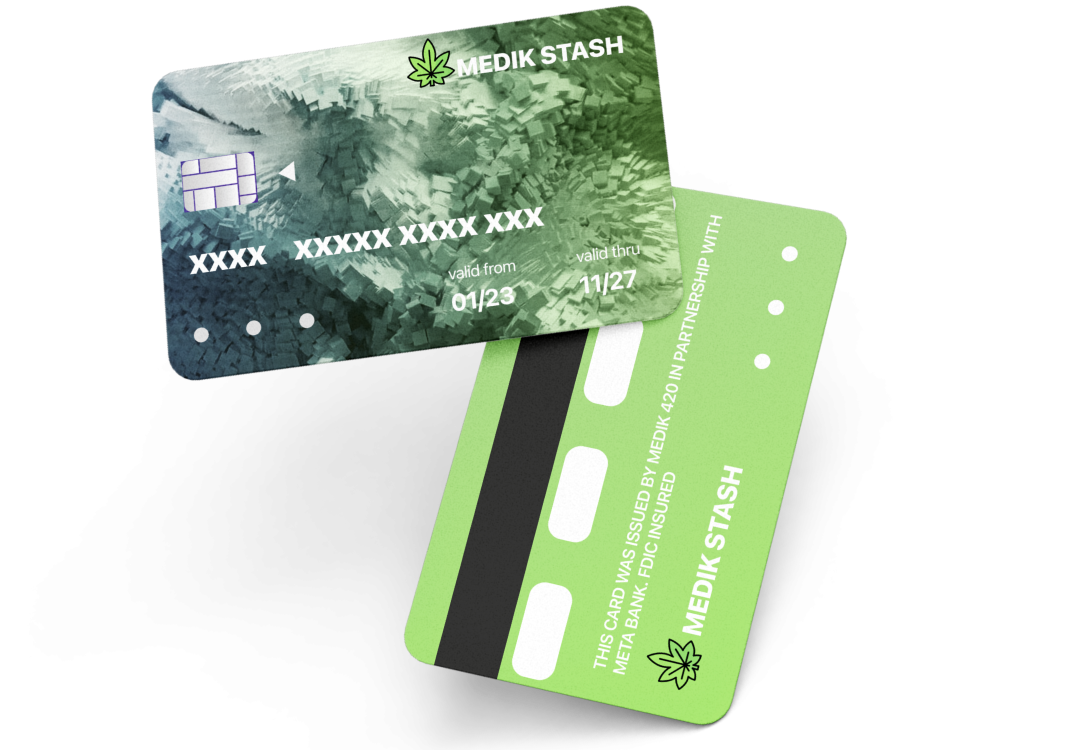 MEDIK STASH
XXXX XXXXX XXXX XXX
valid from
01/23
valid thru
11/27
THIS CARD WAS ISSUED BY MEDIK 420 IN PARTNERSHIP WITH
META BANK. FDIC INSURED
MEDIK STASH